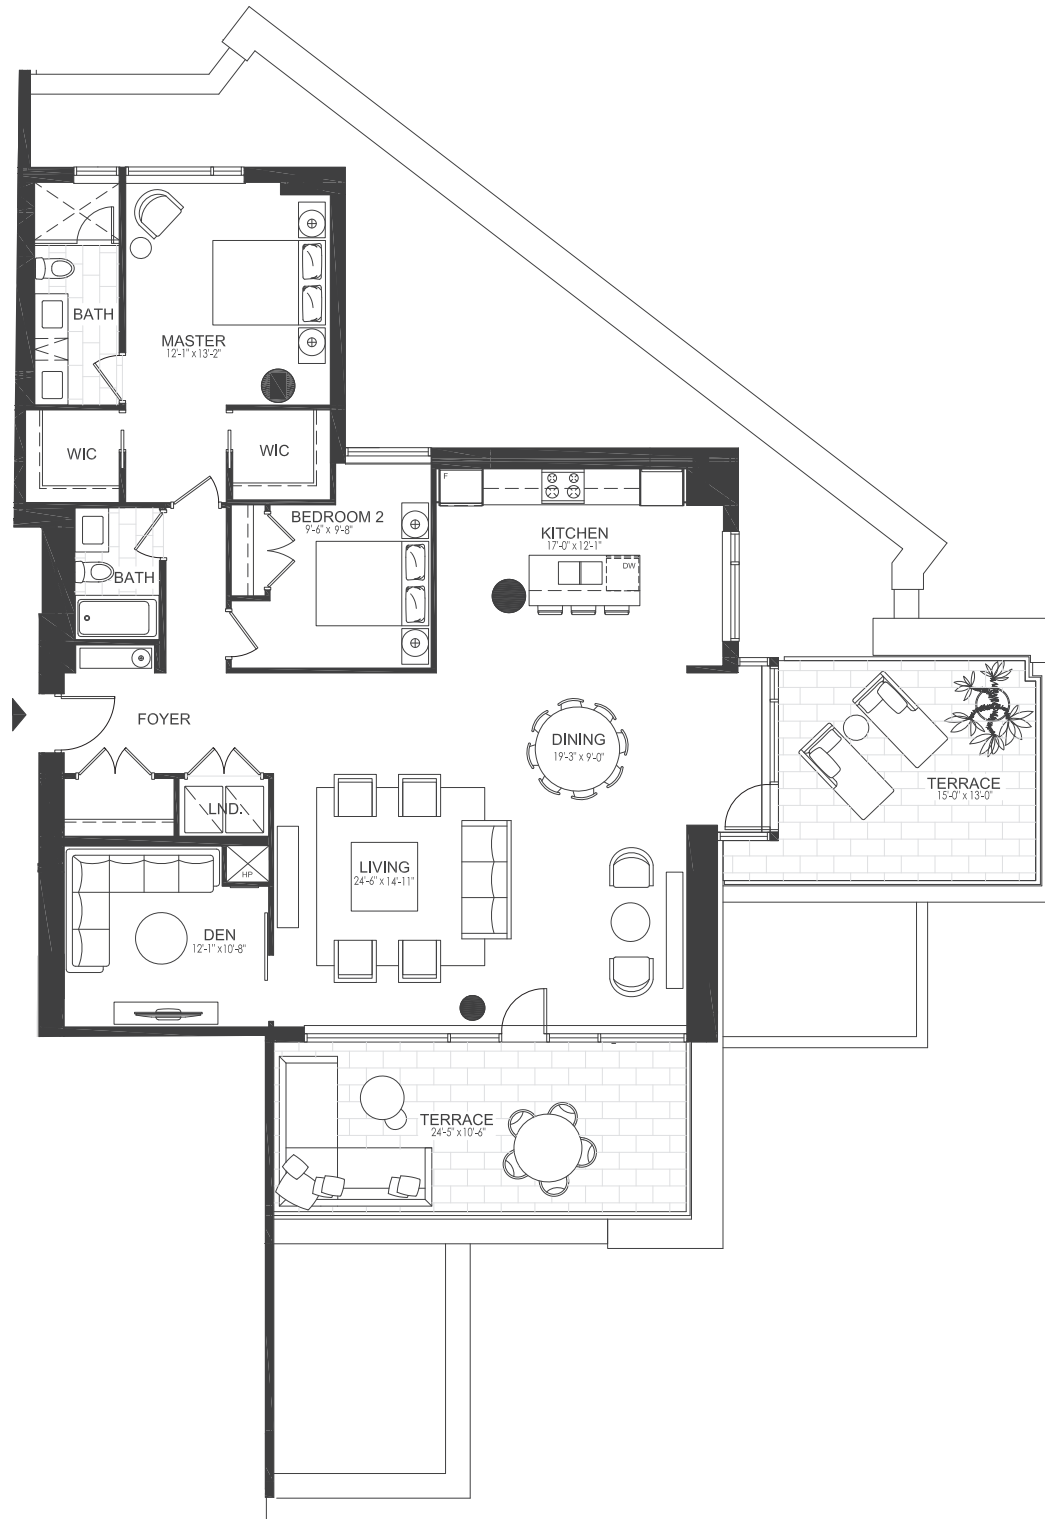 BATH
MASTER
12'-1" x 13'-2"
WIC
WIC
BEDROOM 2
9'-6" x 9'-8"
F
KITCHEN
17'-0" x 12'-1"
DW
BATH
FOYER
DINING
19'-3" x 9'-0"
TERRACE
15'-0" x 13'-0"
LND.
LIVING
24'-6" x 14'-11"
HP
DEN
12'-1" x 10'-8"
TERRACE
24'-5" x 10'-6"